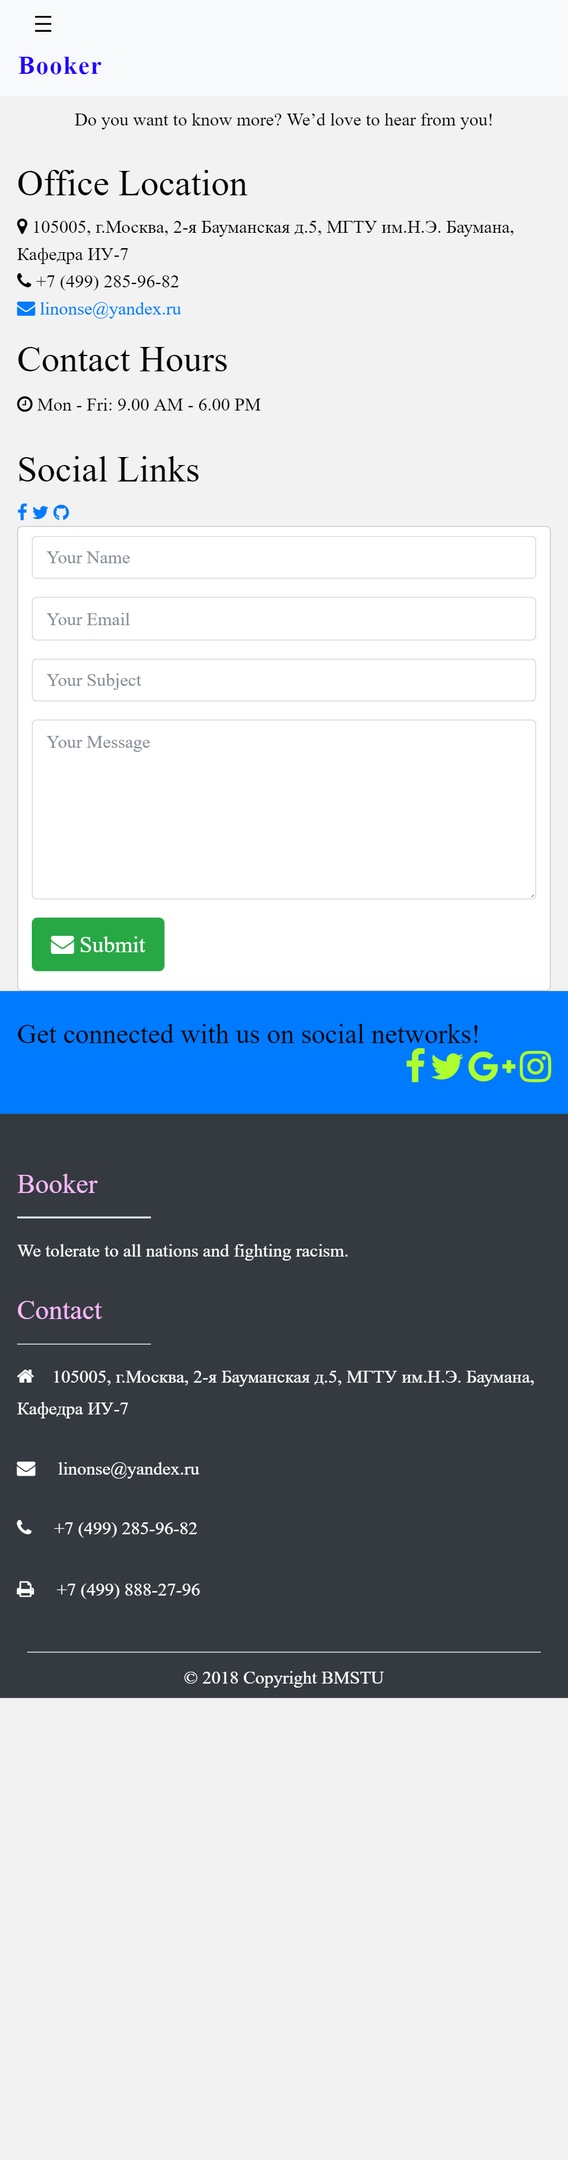 Booker
Do you want to know more? We’d love to hear from you!
Office Location
105005, г.Москва, 2-я Бауманская д.5, МГТУ им.Н.Э. Баумана,
Кафедра ИУ-7
+7 (499) 285-96-82
linonse@yandex.ru
Contact Hours
Mon - Fri: 9.00 AM - 6.00 PM
Social Links
Your Name
Your Email
Your Subject
Your Message
Submit
Get connected with us on social networks!
Booker
We tolerate to all nations and fighting racism.
Contact
105005, г.Москва, 2-я Бауманская д.5, МГТУ им.Н.Э. Баумана,
Кафедра ИУ-7
linonse@yandex.ru
+7 (499) 285-96-82
+7 (499) 888-27-96
© 2018 Copyright BMSTU